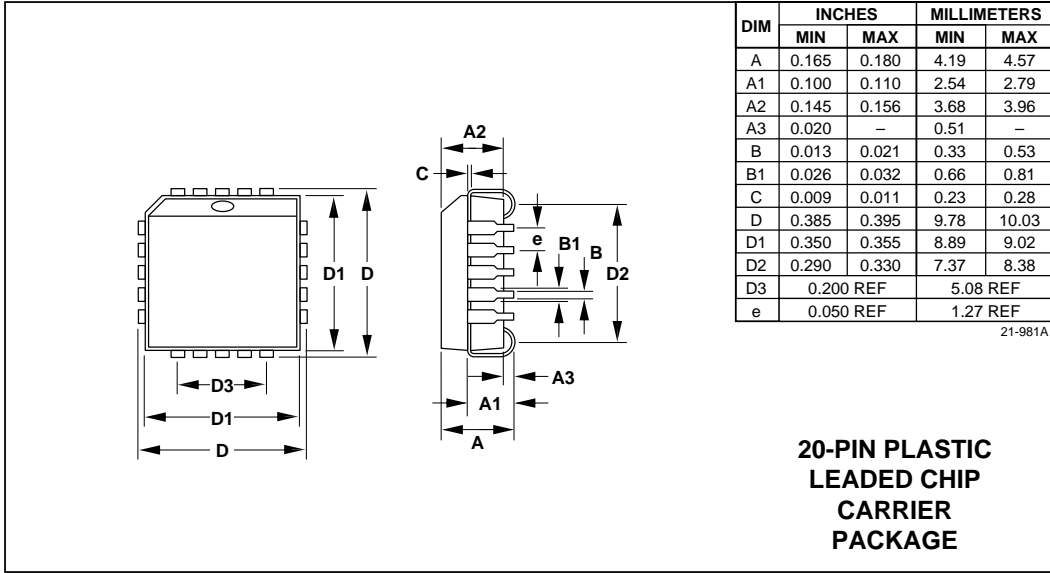 DIM INCHES MILLIMETERS
MIN MAX MIN MAX
A 0.165 0.180 4.19 4.57
A1 0.100 0.110 2.54 2.79
A2 0.145 0.156 3.68 3.96
A3 0.020 – 0.51 –
B 0.013 0.021 0.33 0.53
B1 0.026 0.032 0.66 0.81
C 0.009 0.011 0.23 0.28
D 0.385 0.395 9.78 10.03
D1 0.350 0.355 8.89 9.02
D2 0.290 0.330 7.37 8.38
D3 0.200 REF 5.08 REF
e 0.050 REF 1.27 REF
21-981A
A2
C
e
B1
B
D1
D
D2
D3
A3
D1
A1
D
A
20-PIN PLASTIC
LEADED CHIP
CARRIER
PACKAGE